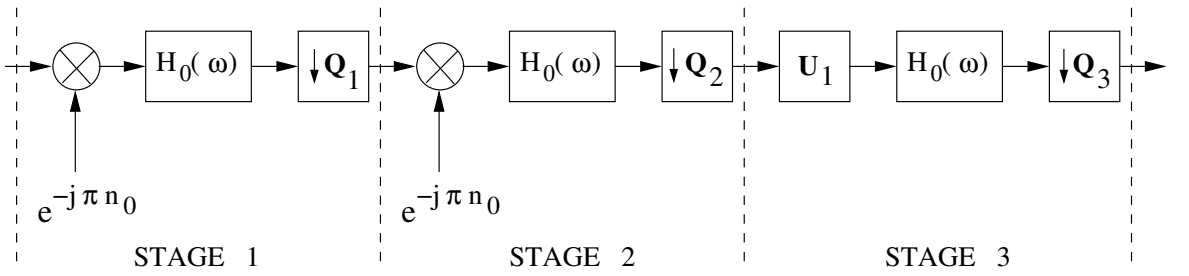 H₀( ω) ↓ Q₁ H₀( ω) ↓ Q₂ U₁ H₀( ω) ↓ Q₃
e^{−j π n₀} e^{−j π n₀}
STAGE 1 STAGE 2 STAGE 3